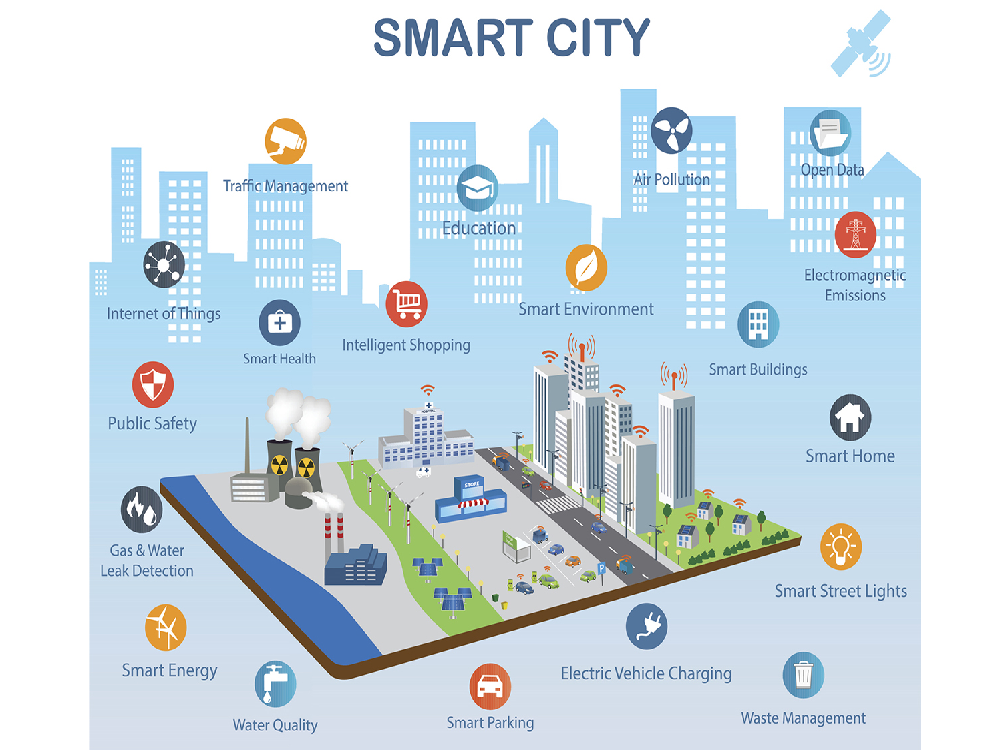 SMART CITY
Traffic Management
Education
Air Pollution
Open Data
Internet of Things
Smart Health
Intelligent Shopping
Smart Environment
Electromagnetic
Emissions
Smart Buildings
Public Safety
Smart Home
HOSPITAL
STORE
P
Gas & Water
Leak Detection
Smart Street Lights
Smart Energy
Water Quality
Smart Parking
Electric Vehicle Charging
Waste Management